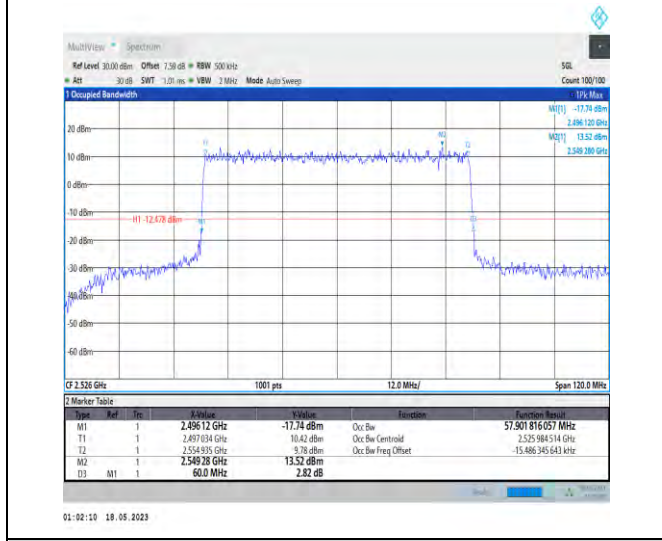 MultiView Spectrum
Ref Level 30.00 dBm Offset 7.58 dB RBW 500 kHz SGL
Att 30 dB SWT 1.01 ms VBW 2 MHz Mode Auto Sweep Count 100/100
1 Occupied Bandwidth 1Pk Max
M1[1] -17.74 dBm
2.496 120 GHz
M2[1] 13.52 dBm
2.549 280 GHz
20 dBm
10 dBm
0 dBm
-10 dBm
H1 -12.478 dBm
-20 dBm
-30 dBm
-40 dBm
-50 dBm
-60 dBm
T1
M2
T2
M1
CF 2.526 GHz 1001 pts 12.0 MHz/ Span 120.0 MHz
2 Marker Table
Type Ref Trc X-Value Y-Value Function Function Result
M1 1 2.496 12 GHz -17.74 dBm Occ Bw 57.901 816 057 MHz
T1 1 2.497 034 GHz 10.42 dBm Occ Bw Centroid 2.525 984 514 GHz
T2 1 2.554 935 GHz 9.78 dBm Occ Bw Freq Offset -15.486 345 643 kHz
M2 1 2.549 28 GHz 13.52 dBm
D3 M1 1 60.0 MHz 2.82 dB
01:02:10 18.05.2023